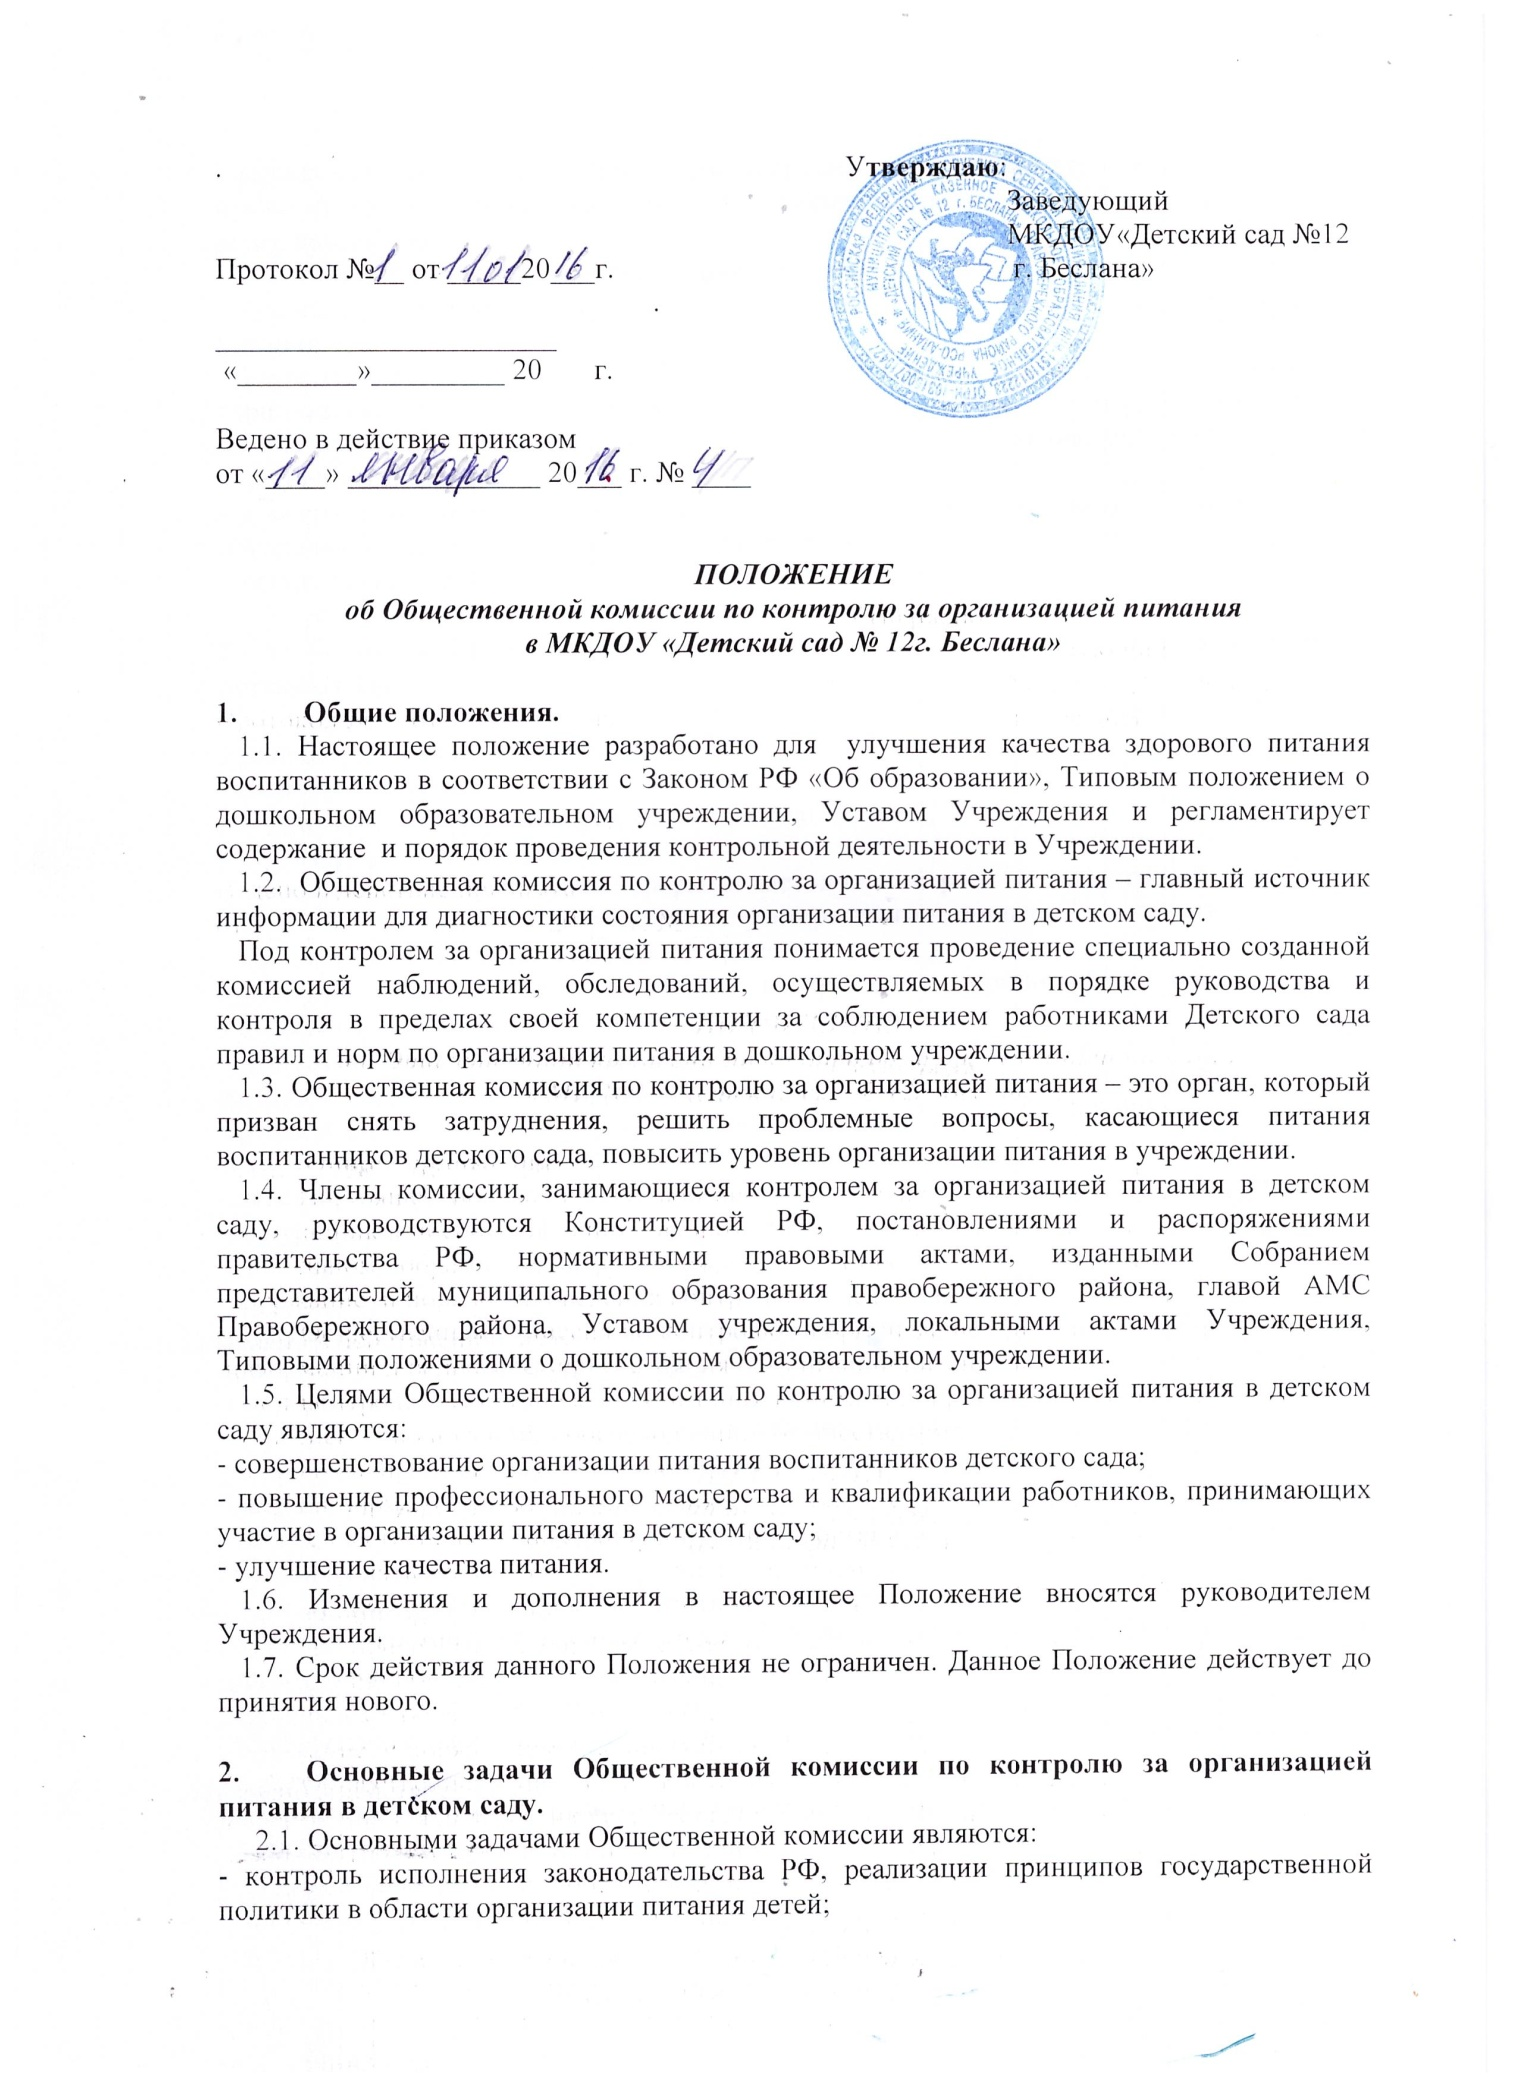 Утверждаю:
Заведующий
МКДОУ«Детский сад №12
г. Беслана»
Протокол № 1 от 11 01 2016 г.
«________»_________ 20 г.
Ведено в действие приказом
от «11» января 2016 г. № 4
ПОЛОЖЕНИЕ
об Общественной комиссии по контролю за организацией питания
в МКДОУ «Детский сад № 12г. Беслана»
1. Общие положения.
1.1. Настоящее положение разработано для улучшения качества здорового питания
воспитанников в соответствии с Законом РФ «Об образовании», Типовым положением о
дошкольном образовательном учреждении, Уставом Учреждения и регламентирует
содержание и порядок проведения контрольной деятельности в Учреждении.
1.2. Общественная комиссия по контролю за организацией питания – главный источник
информации для диагностики состояния организации питания в детском саду.
Под контролем за организацией питания понимается проведение специально созданной
комиссией наблюдений, обследований, осуществляемых в порядке руководства и
контроля в пределах своей компетенции за соблюдением работниками Детского сада
правил и норм по организации питания в дошкольном учреждении.
1.3. Общественная комиссия по контролю за организацией питания – это орган, который
призван снять затруднения, решить проблемные вопросы, касающиеся питания
воспитанников детского сада, повысить уровень организации питания в учреждении.
1.4. Члены комиссии, занимающиеся контролем за организацией питания в детском
саду, руководствуются Конституцией РФ, постановлениями и распоряжениями
правительства РФ, нормативными правовыми актами, изданными Собранием
представителей муниципального образования правобережного района, главой АМС
Правобережного района, Уставом учреждения, локальными актами Учреждения,
Типовыми положениями о дошкольном образовательном учреждении.
1.5. Целями Общественной комиссии по контролю за организацией питания в детском
саду являются:
- совершенствование организации питания воспитанников детского сада;
- повышение профессионального мастерства и квалификации работников, принимающих
участие в организации питания в детском саду;
- улучшение качества питания.
1.6. Изменения и дополнения в настоящее Положение вносятся руководителем
Учреждения.
1.7. Срок действия данного Положения не ограничен. Данное Положение действует до
принятия нового.
2. Основные задачи Общественной комиссии по контролю за организацией
питания в детском саду.
2.1. Основными задачами Общественной комиссии являются:
- контроль исполнения законодательства РФ, реализации принципов государственной
политики в области организации питания детей;